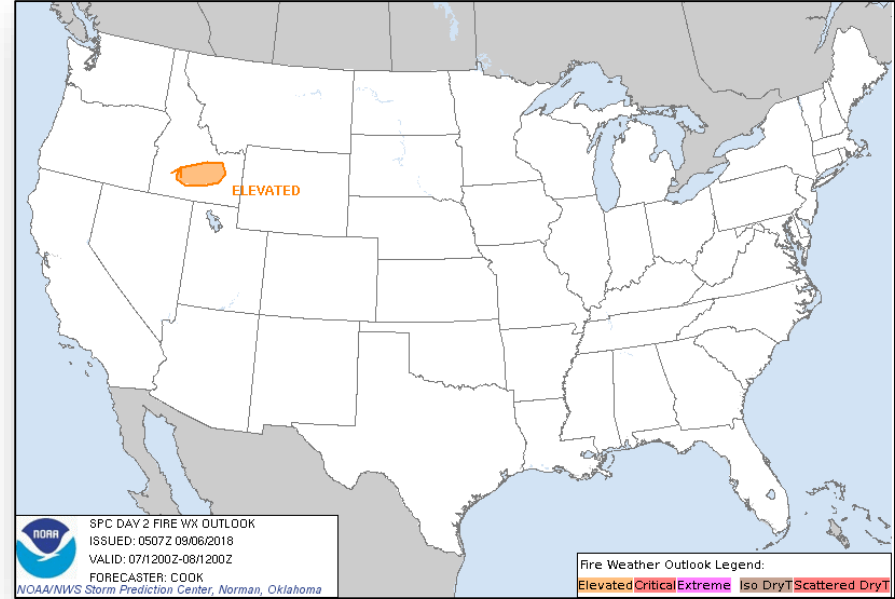 ELEVATED
NOAA
SPC DAY 2 FIRE WX OUTLOOK
ISSUED: 0507Z 09/06/2018
VALID: 07/1200Z-08/1200Z
FORECASTER: COOK
NOAA/NWS Storm Prediction Center, Norman, Oklahoma
Fire Weather Outlook Legend:
Elevated Critical Extreme Iso DryT Scattered DryT